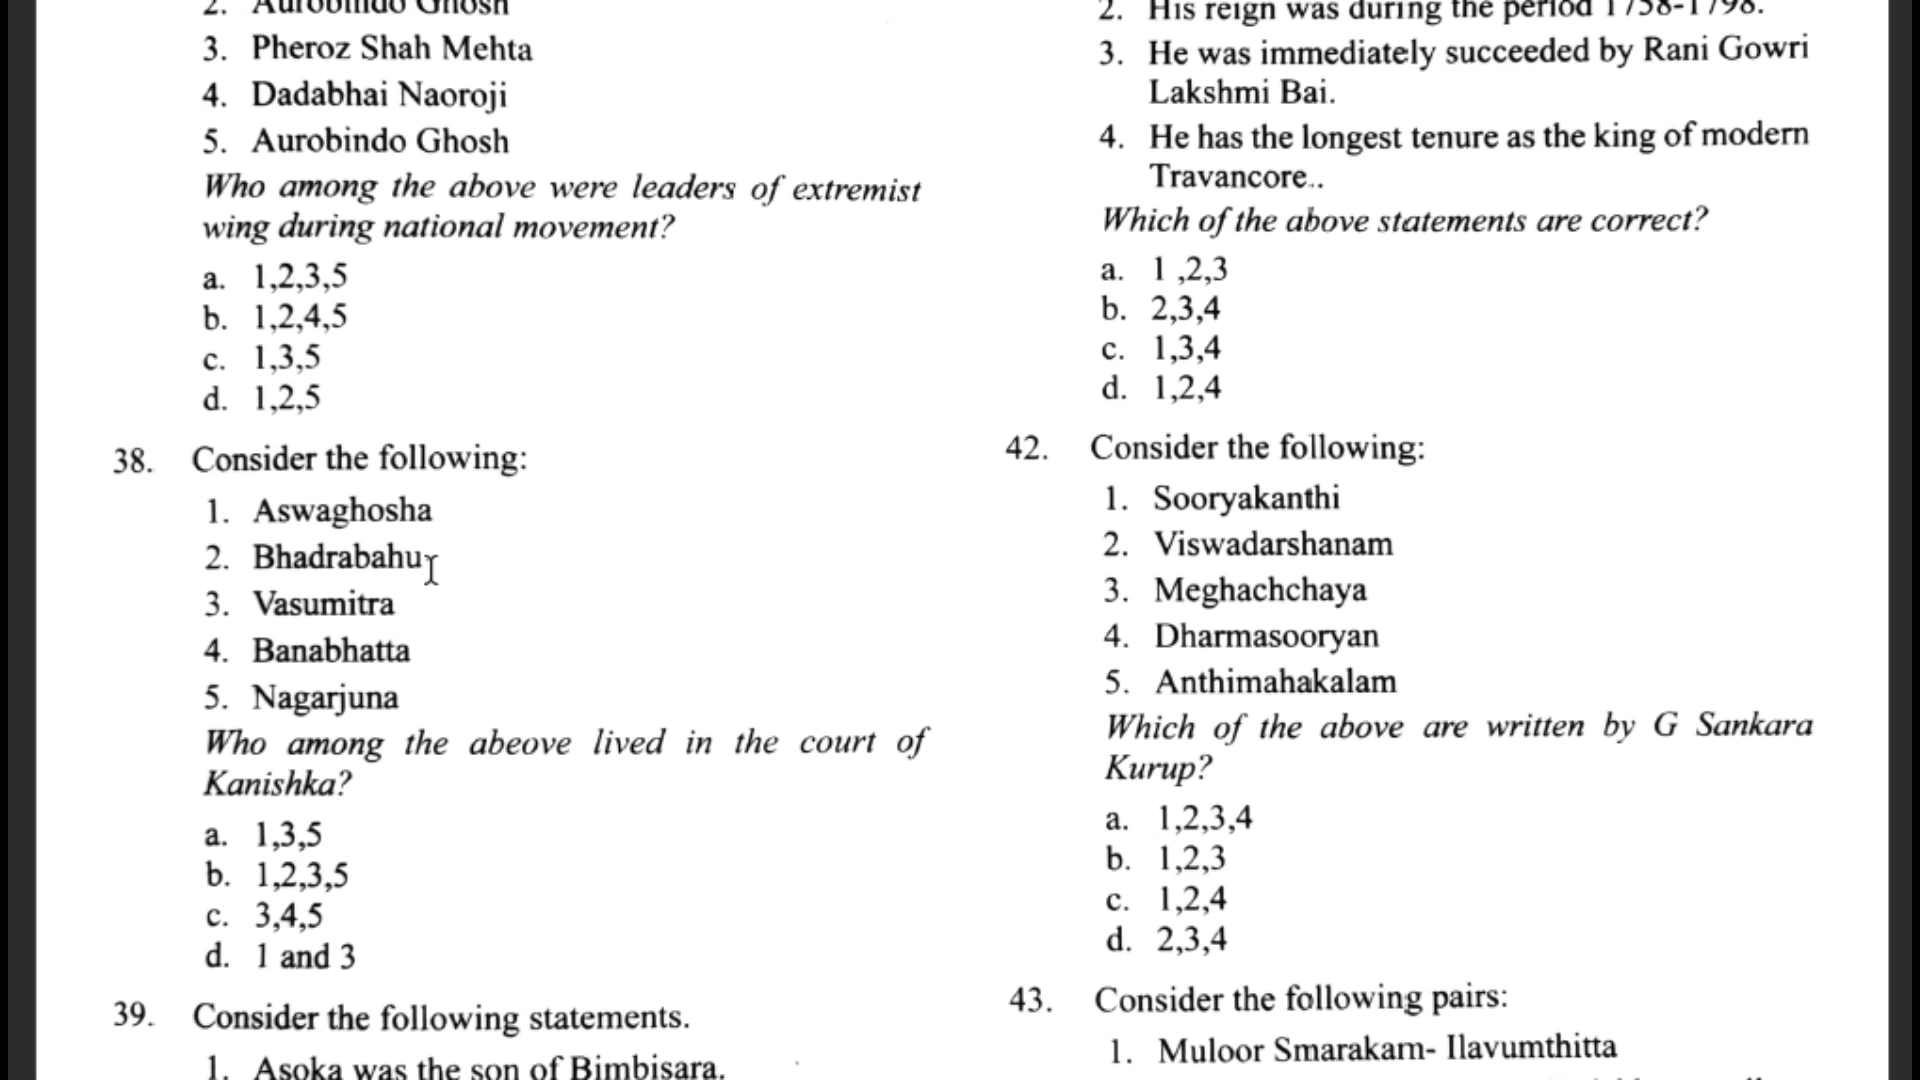 2. Aurobindo Ghosh
3. Pheroz Shah Mehta
4. Dadabhai Naoroji
5. Aurobindo Ghosh
Who among the above were leaders of extremist
wing during national movement?
a. 1,2,3,5
b. 1,2,4,5
c. 1,3,5
d. 1,2,5
38. Consider the following:
1. Aswaghosha
2. Bhadrabahu
3. Vasumitra
4. Banabhatta
5. Nagarjuna
Who among the abeove lived in the court of
Kanishka?
a. 1,3,5
b. 1,2,3,5
c. 3,4,5
d. 1 and 3
39. Consider the following statements.
1. Asoka was the son of Bimbisara.
2. His reign was during the period 1758-1798.
3. He was immediately succeeded by Rani Gowri
Lakshmi Bai.
4. He has the longest tenure as the king of modern
Travancore..
Which of the above statements are correct?
a. 1 ,2,3
b. 2,3,4
c. 1,3,4
d. 1,2,4
42. Consider the following:
1. Sooryakanthi
2. Viswadarshanam
3. Meghachchaya
4. Dharmasooryan
5. Anthimahakalam
Which of the above are written by G Sankara
Kurup?
a. 1,2,3,4
b. 1,2,3
c. 1,2,4
d. 2,3,4
43. Consider the following pairs:
1. Muloor Smarakam- Ilavumthitta